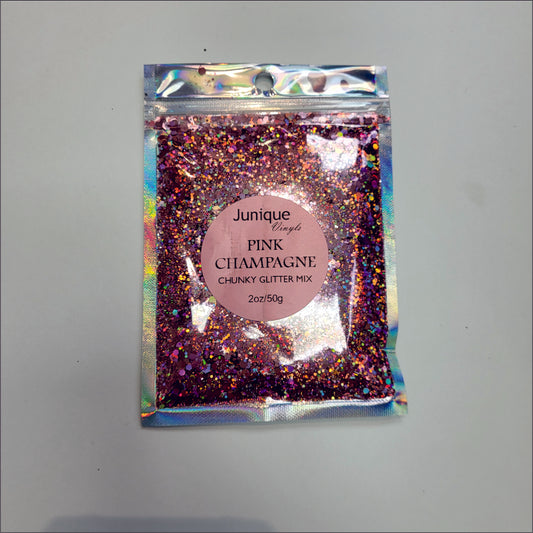 Junique
Vinyls
PINK
CHAMPAGNE
CHUNKY GLITTER MIX
2oz/50g